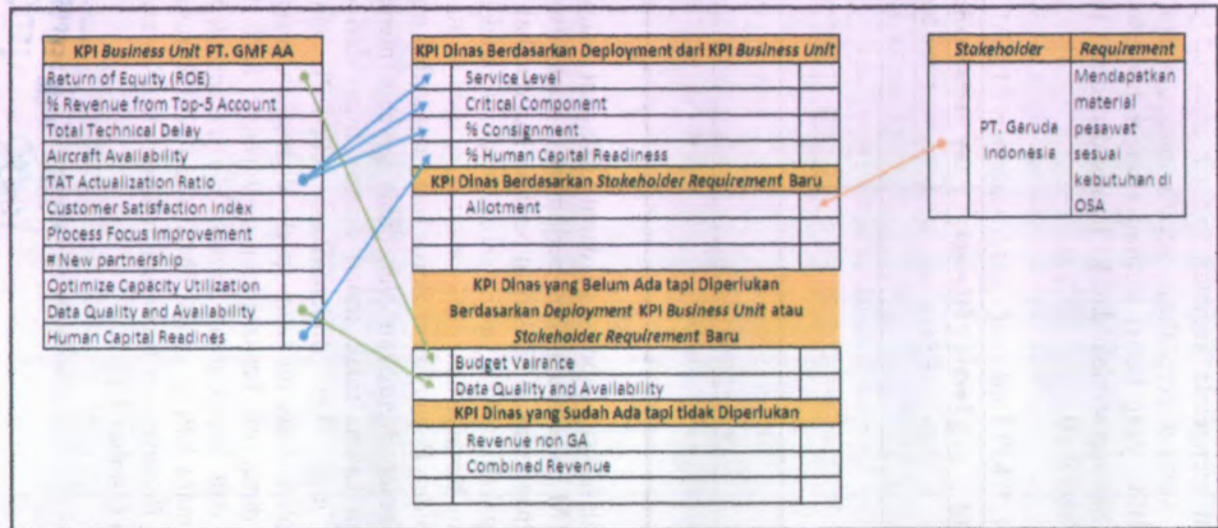 KPI Business Unit PT. GMF AA
Return of Equity (ROE)
% Revenue from Top-5 Account
Total Technical Delay
Aircraft Availability
TAT Actualization Ratio
Customer Satisfaction Index
Process Focus Improvement
# New partnership
Optimize Capacity Utilization
Data Quality and Availability
Human Capital Readines
KPI Dinas Berdasarkan Deployment dari KPI Business Unit
Service Level
Critical Component
% Consignment
% Human Capital Readiness
KPI Dinas Berdasarkan Stokeholder Requirement Baru
Allotment
KPI Dinas yang Belum Ada tapi Diperlukan
Berdasarkan Deployment KPI Business Unit atau
Stokeholder Requirement Baru
Budget Vairance
Data Quality and Availability
KPI Dinas yang Sudah Ada tapi tidak Diperlukan
Revenue non GA
Combined Revenue
Stokeholder Requirement
PT. Garuda
Indonesia
Mendapatkan
material
pesawat
sesuai
kebutuhan di
OSA